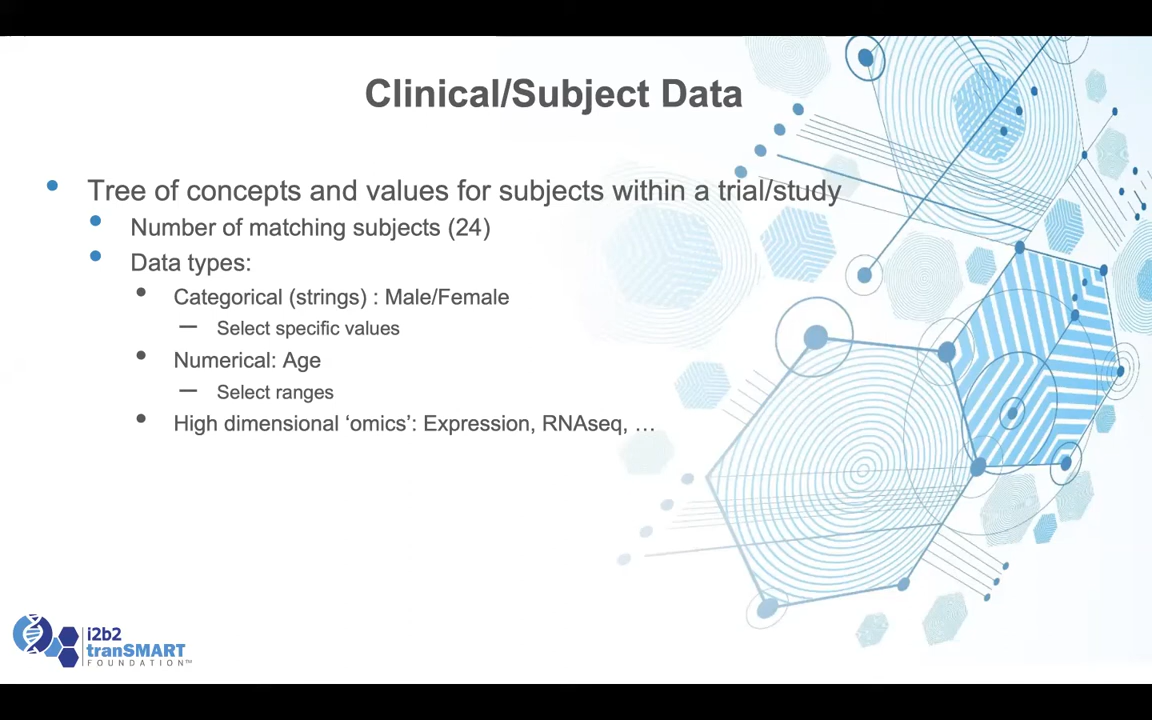 Clinical/Subject Data
• Tree of concepts and values for subjects within a trial/study
• Number of matching subjects (24)
• Data types:
• Categorical (strings) : Male/Female
— Select specific values
• Numerical: Age
— Select ranges
• High dimensional ‘omics’: Expression, RNAseq, …
i2b2
tranSMART
FOUNDATION™